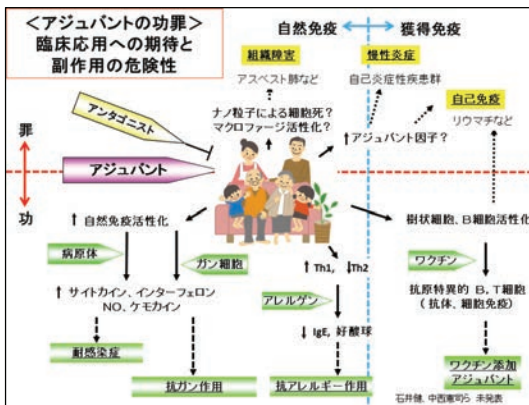 <アジュバントの功罪>
臨床応用への期待と
副作用の危険性
自然免疫
獲得免疫
組織障害
アスベスト肺など
慢性炎症
自己炎症性疾患群
自己免疫
リウマチなど
アンタゴニスト
ナノ粒子による細胞死?
マクロファージ活性化?
↑アジュバント因子?
罪
アジュバント
功
↑自然免疫活性化
樹状細胞、B細胞活性化
病原体
ガン細胞
↑Th1, ↓Th2
ワクチン
↑サイトカイン、インターフェロン
NO、ケモカイン
アレルゲン
抗原特異的 B, T細胞
(抗体、細胞免疫)
↓IgE, 好酸球
耐感染症
抗ガン作用
抗アレルギー作用
ワクチン添加
アジュバント
石井健、中西憲司ら 未発表